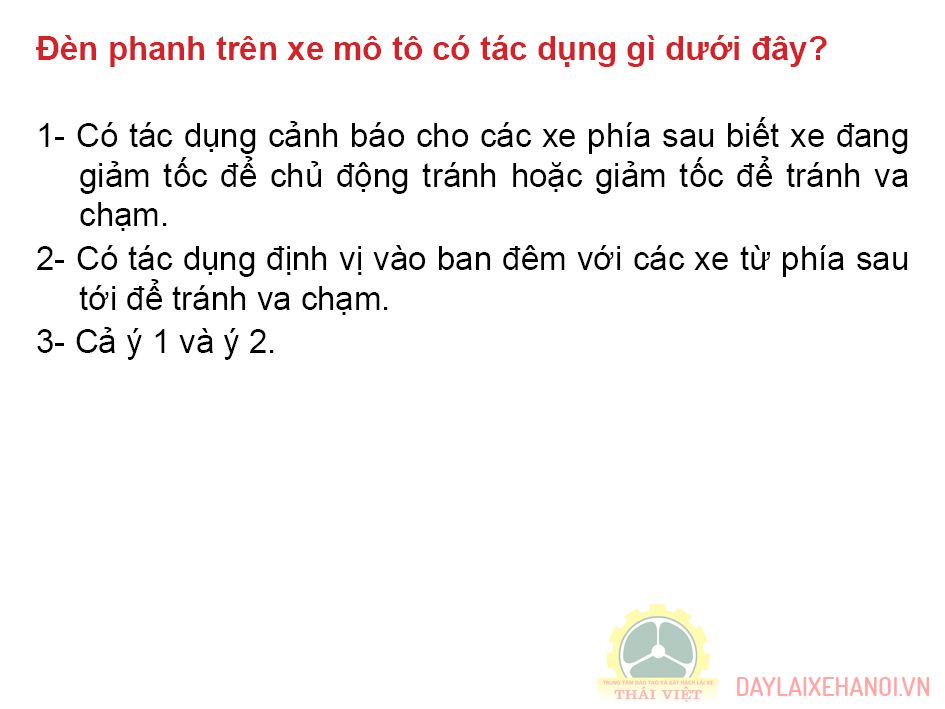 Đèn phanh trên xe mô tô có tác dụng gì dưới đây?
1- Có tác dụng cảnh báo cho các xe phía sau biết xe đang
giảm tốc để chủ động tránh hoặc giảm tốc để tránh va
chạm.
2- Có tác dụng định vị vào ban đêm với các xe từ phía sau
tới để tránh va chạm.
3- Cả ý 1 và ý 2.
TRUNG TÂM ĐÀO TẠO VÀ SÁT HẠCH LÁI XE
THÁI VIỆT
DAYLAIXEHANOI.VN